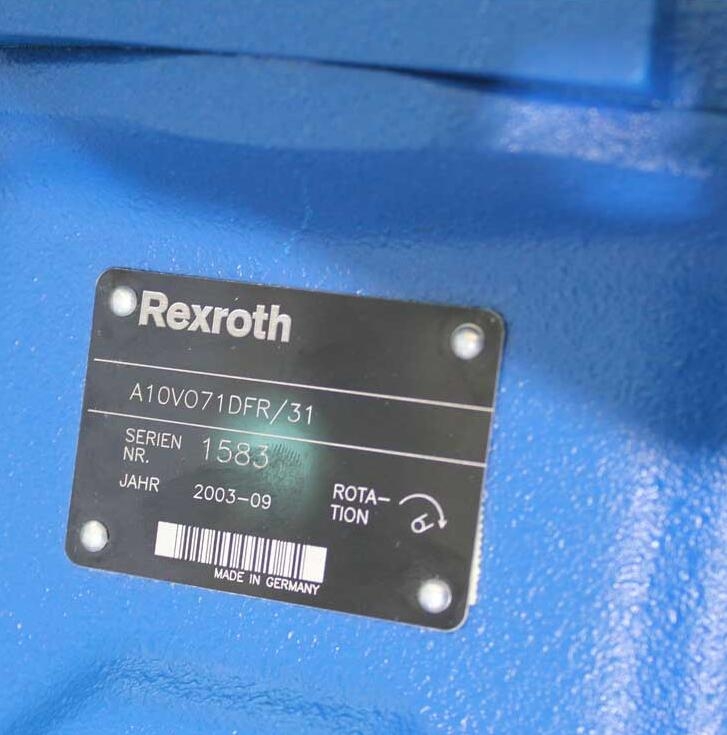 Rexroth
A10VO71DFR/31
SERIEN NR. 1583
JAHR 2003-09
ROTA-
TION
MADE IN GERMANY